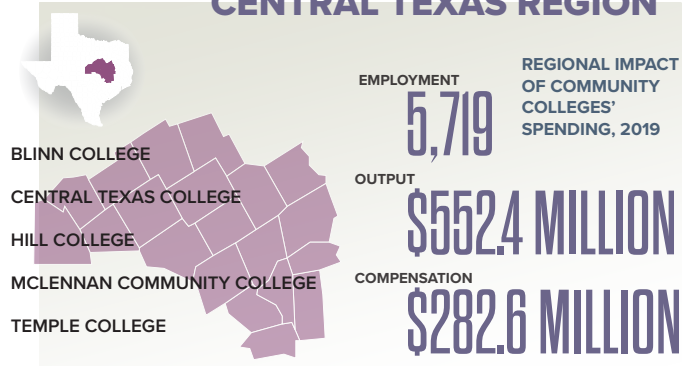 CENTRAL TEXAS REGION
REGIONAL IMPACT
OF COMMUNITY
COLLEGES'
SPENDING, 2019
EMPLOYMENT
5,719
OUTPUT
$552.4 MILLION
COMPENSATION
$282.6 MILLION
BLINN COLLEGE
CENTRAL TEXAS COLLEGE
HILL COLLEGE
MCLENNAN COMMUNITY COLLEGE
TEMPLE COLLEGE